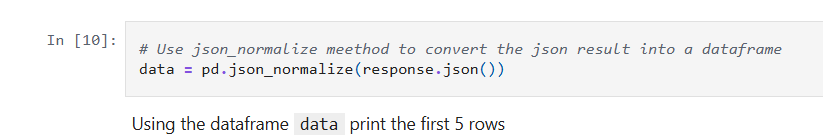 In [10]:
# Use json_normalize meethod to convert the json result into a dataframe
data = pd.json_normalize(response.json())
Using the dataframe data print the first 5 rows